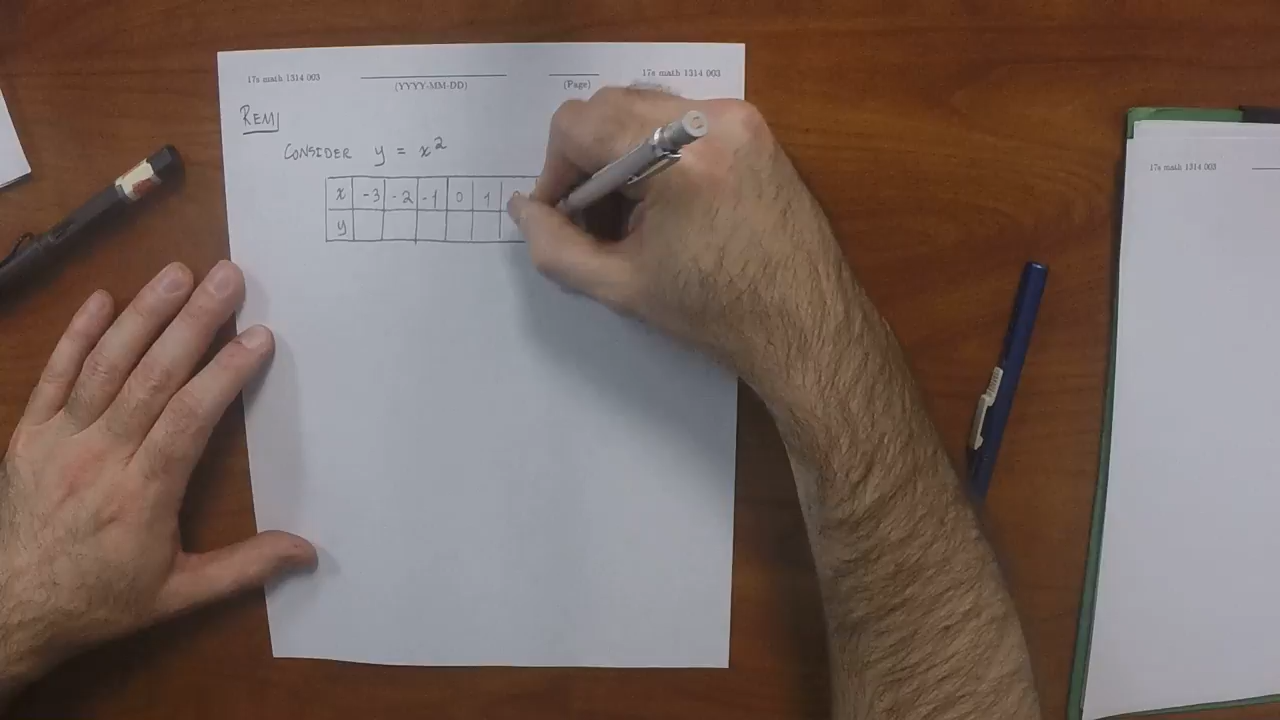 17s math 1314 003 (YYYY-MM-DD) (Page) 17s math 1314 003
REM
CONSIDER y = x²
x -3 -2 -1 0 1
y
17s math 1314 003